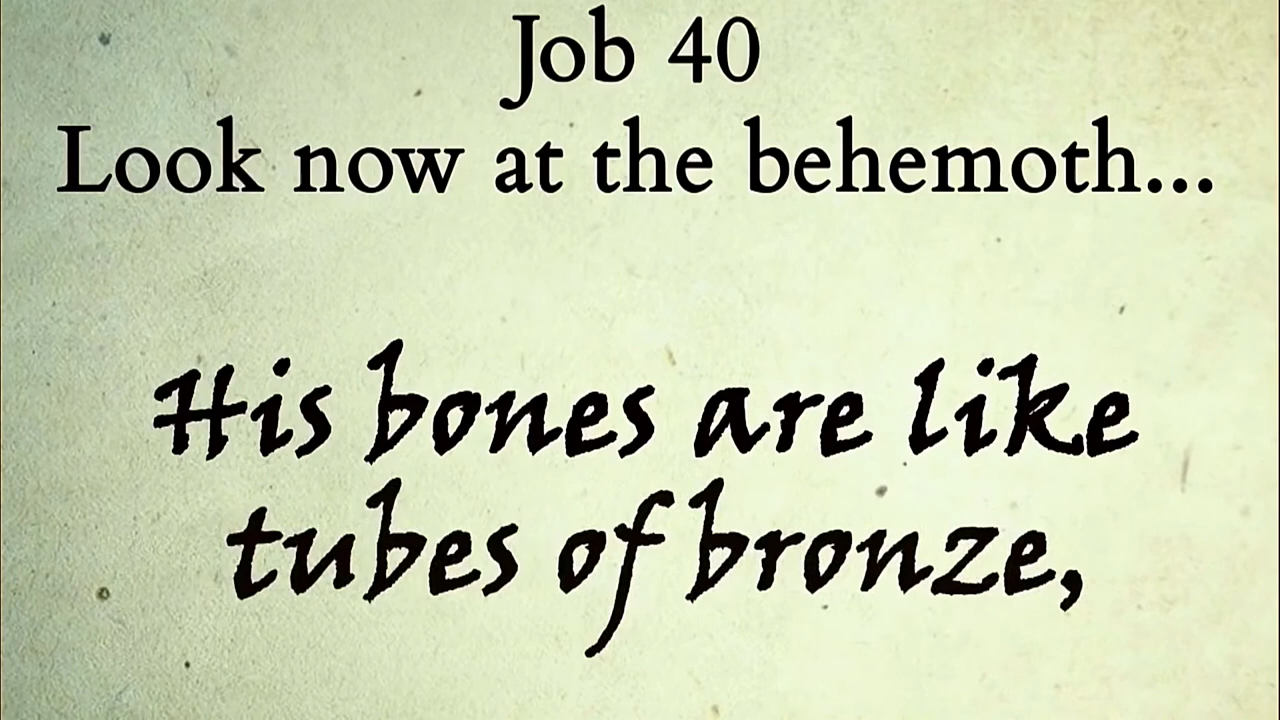 Job 40
Look now at the behemoth...
His bones are like
tubes of bronze,